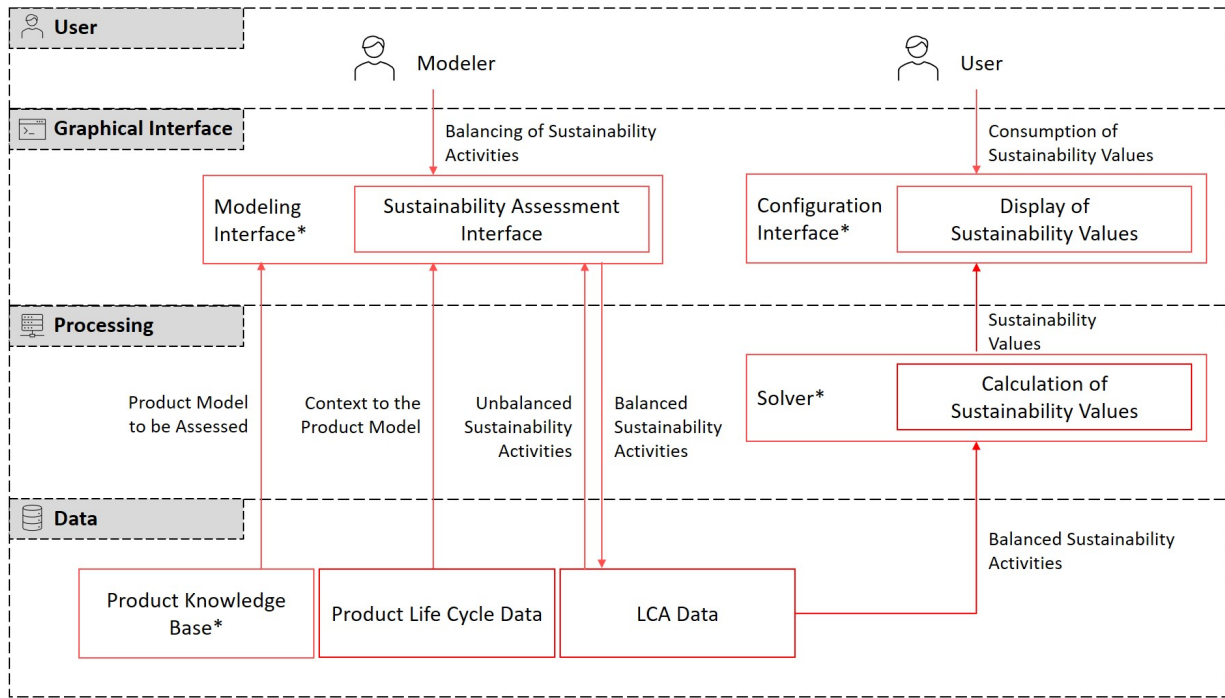 User
Modeler
User
Graphical Interface
Balancing of Sustainability
Activities
Consumption of
Sustainability Values
Modeling
Interface*
Sustainability Assessment
Interface
Configuration
Interface*
Display of
Sustainability Values
Processing
Sustainability
Values
Product Model
to be Assessed
Context to the
Product Model
Unbalanced
Sustainability
Activities
Balanced
Sustainability
Activities
Solver*
Calculation of
Sustainability Values
Data
Balanced Sustainability
Activities
Product Knowledge
Base*
Product Life Cycle Data
LCA Data